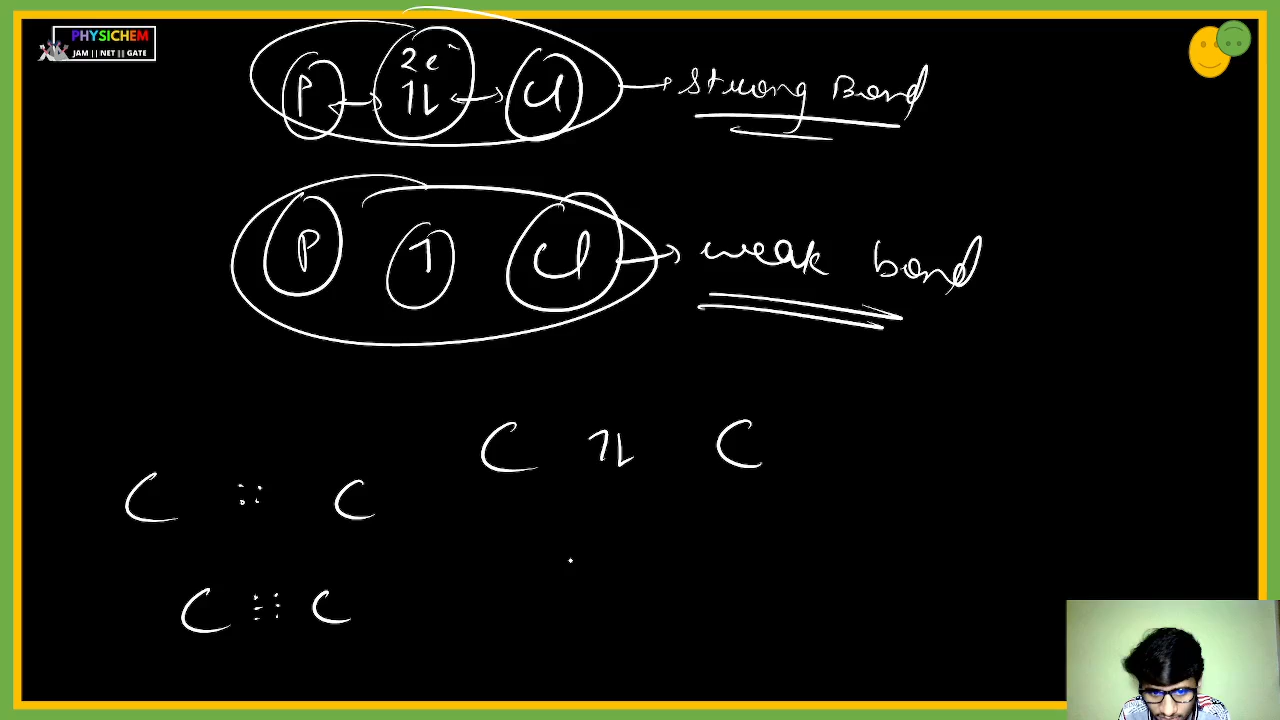 PHYSICHEM
JAM || NET || GATE
2e⁻
P ↔ ↿⇂ ↔ Cl → Strong Bond
P ↿ Cl → weak bond
C ↿⇂ C
C :: C
C ::: C